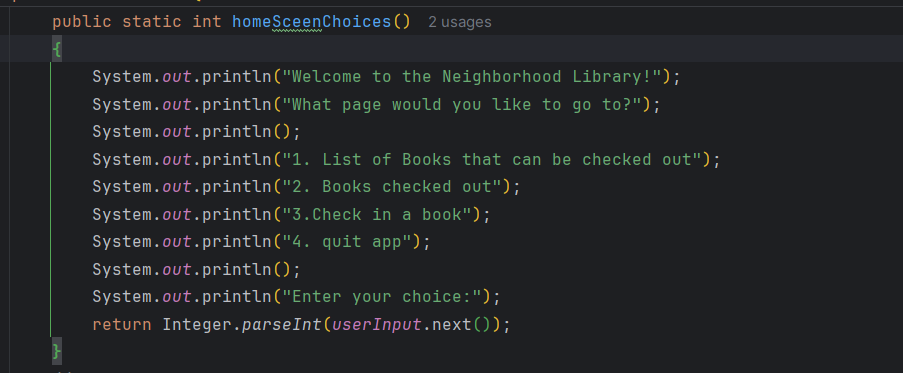 public static int homeSceenChoices() 2 usages
{
System.out.println("Welcome to the Neighborhood Library!");
System.out.println("What page would you like to go to?");
System.out.println();
System.out.println("1. List of Books that can be checked out");
System.out.println("2. Books checked out");
System.out.println("3.Check in a book");
System.out.println("4. quit app");
System.out.println();
System.out.println("Enter your choice:");
return Integer.parseInt(userInput.next());
}